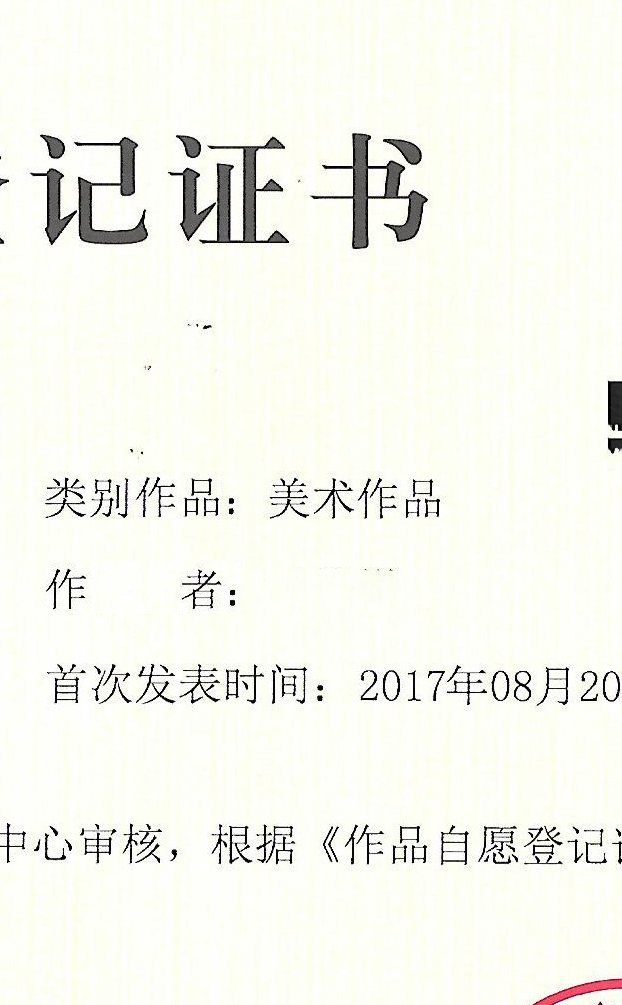 登记证书
类别作品：美术作品
作　　者：
首次发表时间：2017年08月20
中心审核，根据《作品自愿登记试